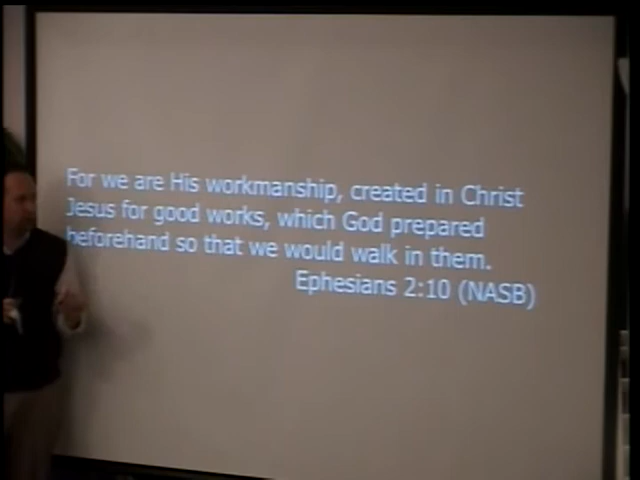 For we are His workmanship, created in Christ
Jesus for good works, which God prepared
beforehand so that we would walk in them.
Ephesians 2:10 (NASB)